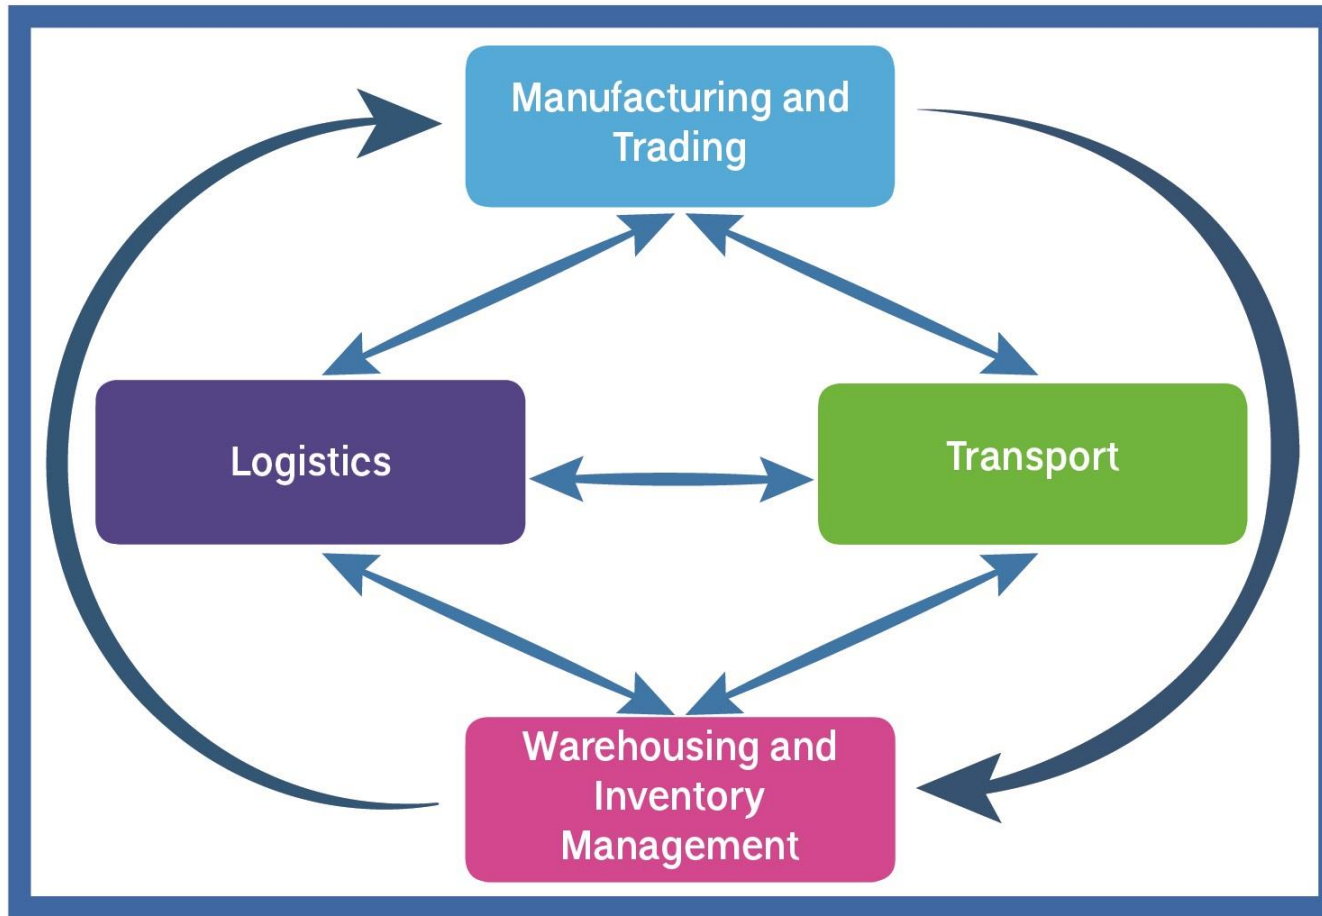 Manufacturing and
Trading
Logistics
Transport
Warehousing and
Inventory
Management